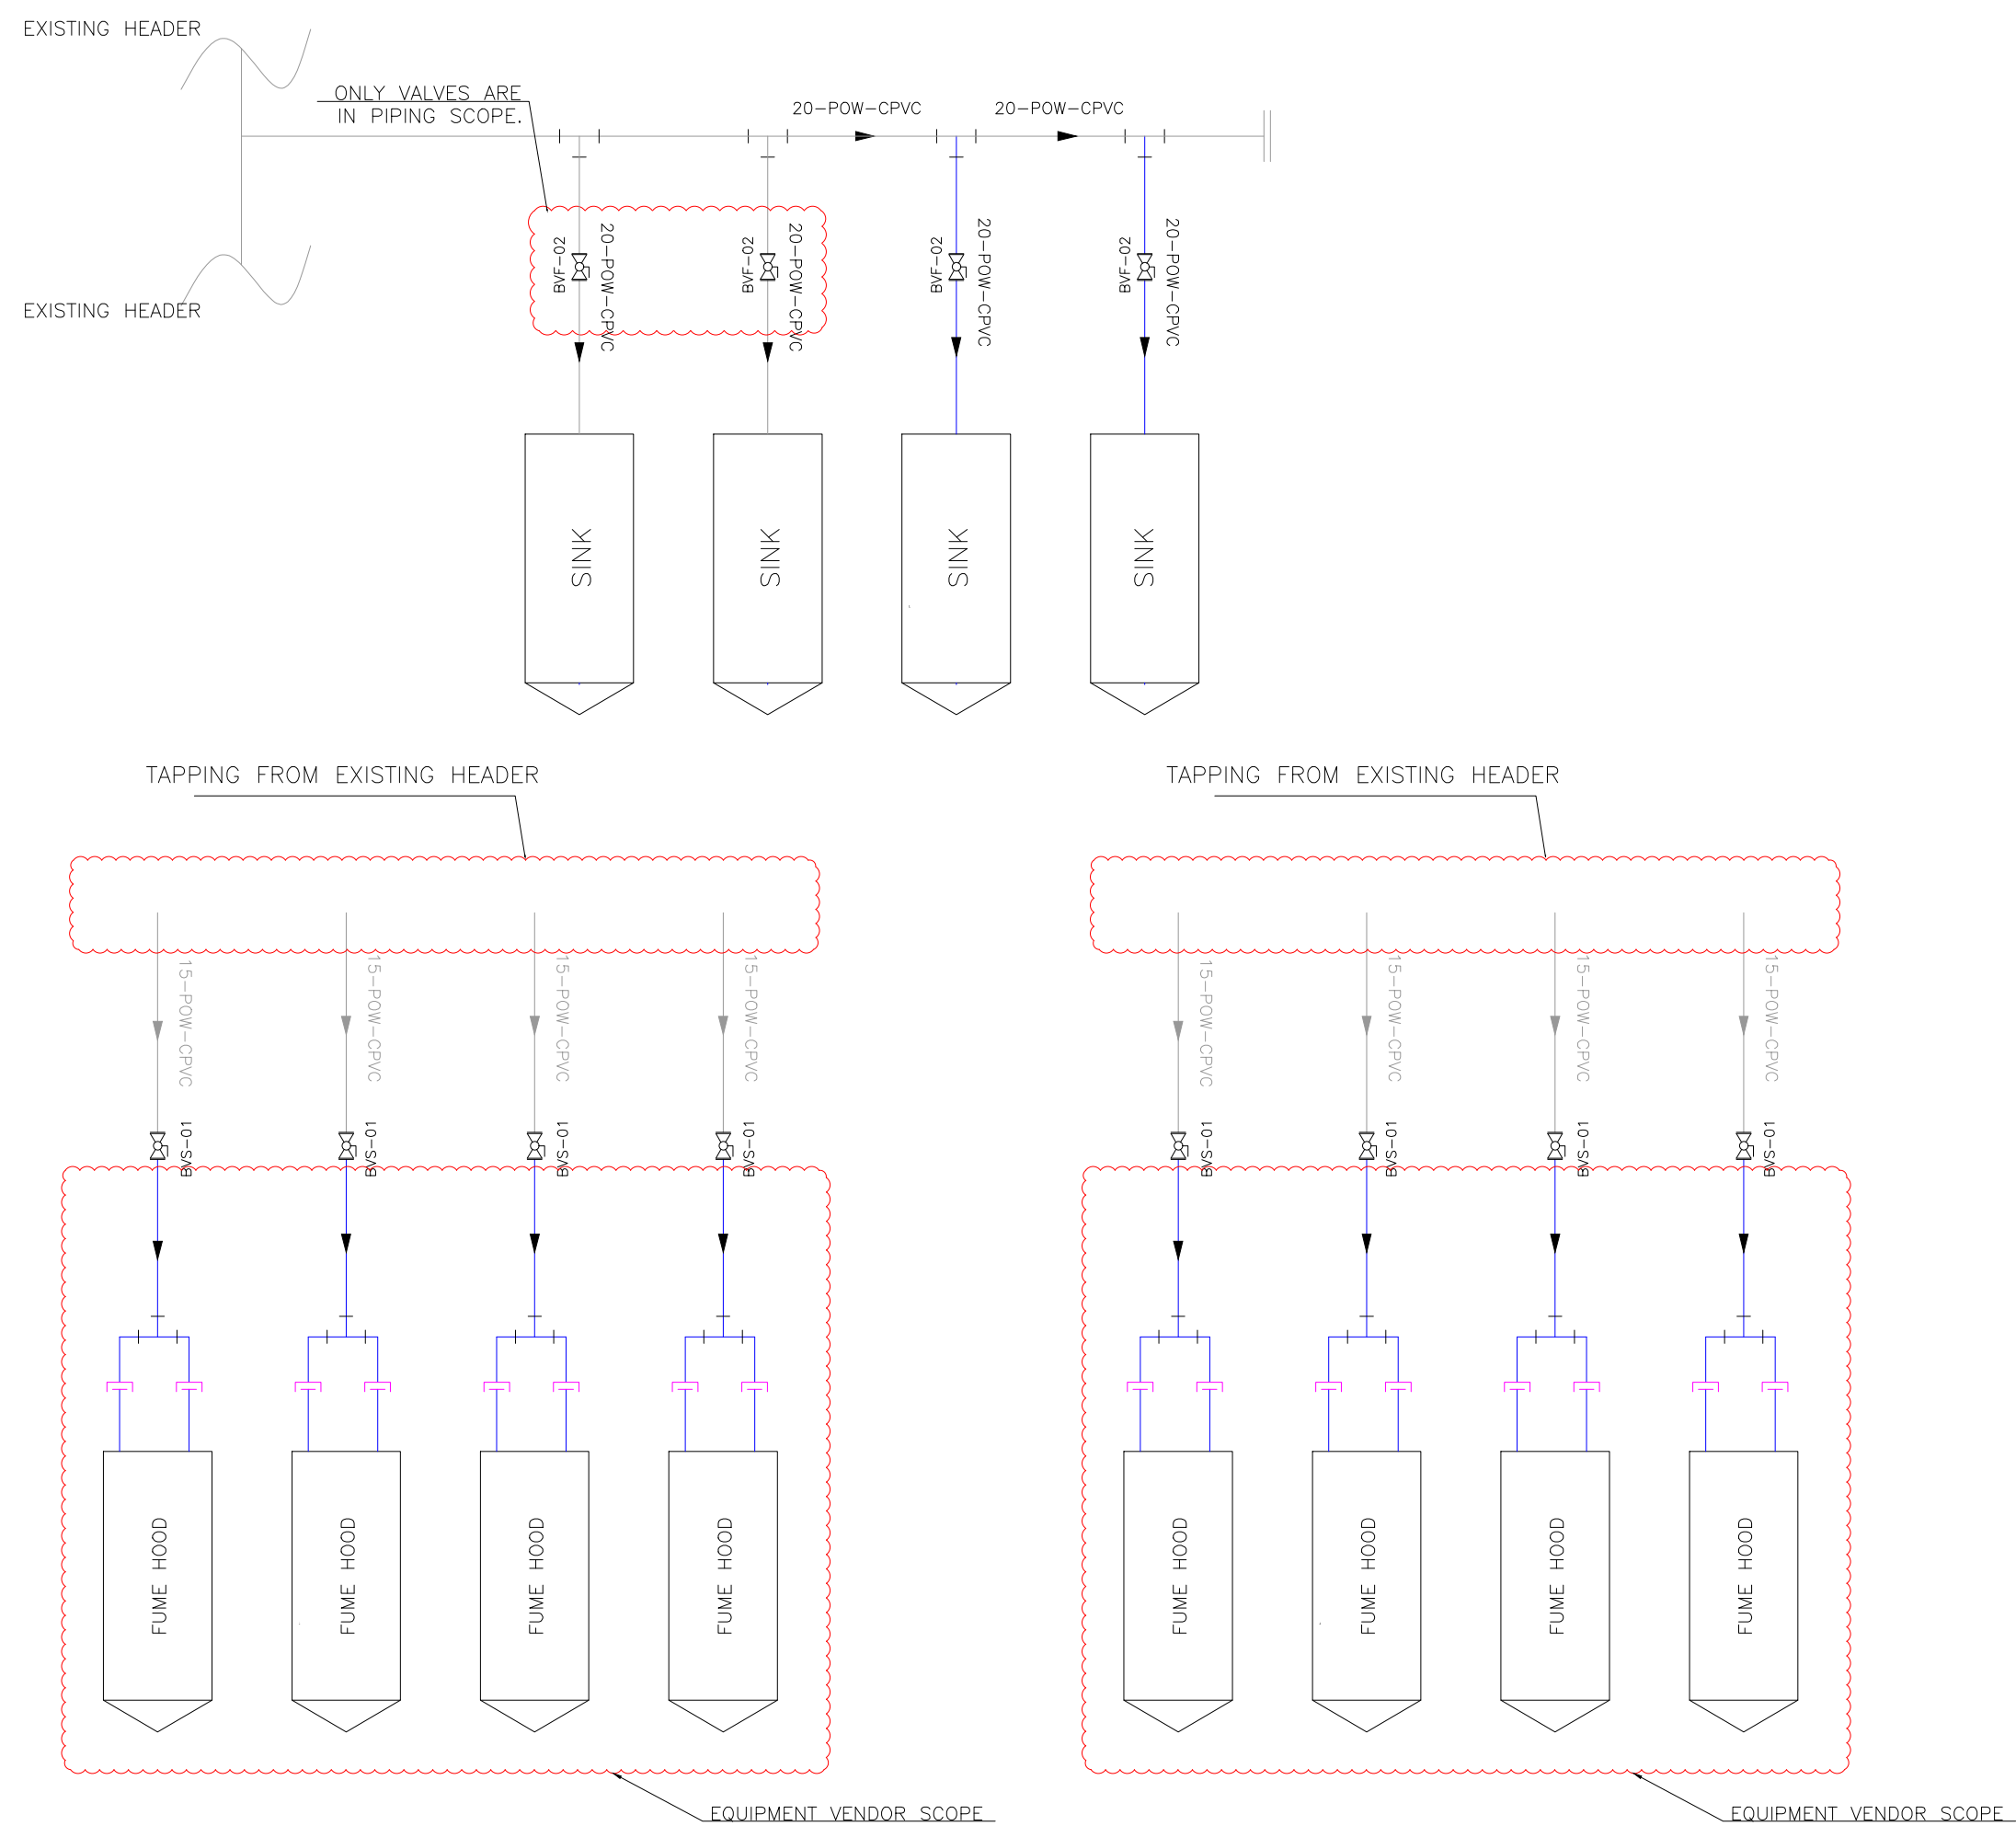 EXISTING HEADER
ONLY VALVES ARE
IN PIPING SCOPE.
20-POW-CPVC
20-POW-CPVC
EXISTING HEADER
BVF-02
20-POW-CPVC
BVF-02
20-POW-CPVC
BVF-02
20-POW-CPVC
BVF-02
20-POW-CPVC
SINK
SINK
SINK
SINK
TAPPING FROM EXISTING HEADER
TAPPING FROM EXISTING HEADER
15-POW-CPVC
15-POW-CPVC
15-POW-CPVC
15-POW-CPVC
15-POW-CPVC
15-POW-CPVC
15-POW-CPVC
15-POW-CPVC
BVS-01
BVS-01
BVS-01
BVS-01
BVS-01
BVS-01
BVS-01
BVS-01
FUME HOOD
FUME HOOD
FUME HOOD
FUME HOOD
FUME HOOD
FUME HOOD
FUME HOOD
FUME HOOD
EQUIPMENT VENDOR SCOPE
EQUIPMENT VENDOR SCOPE